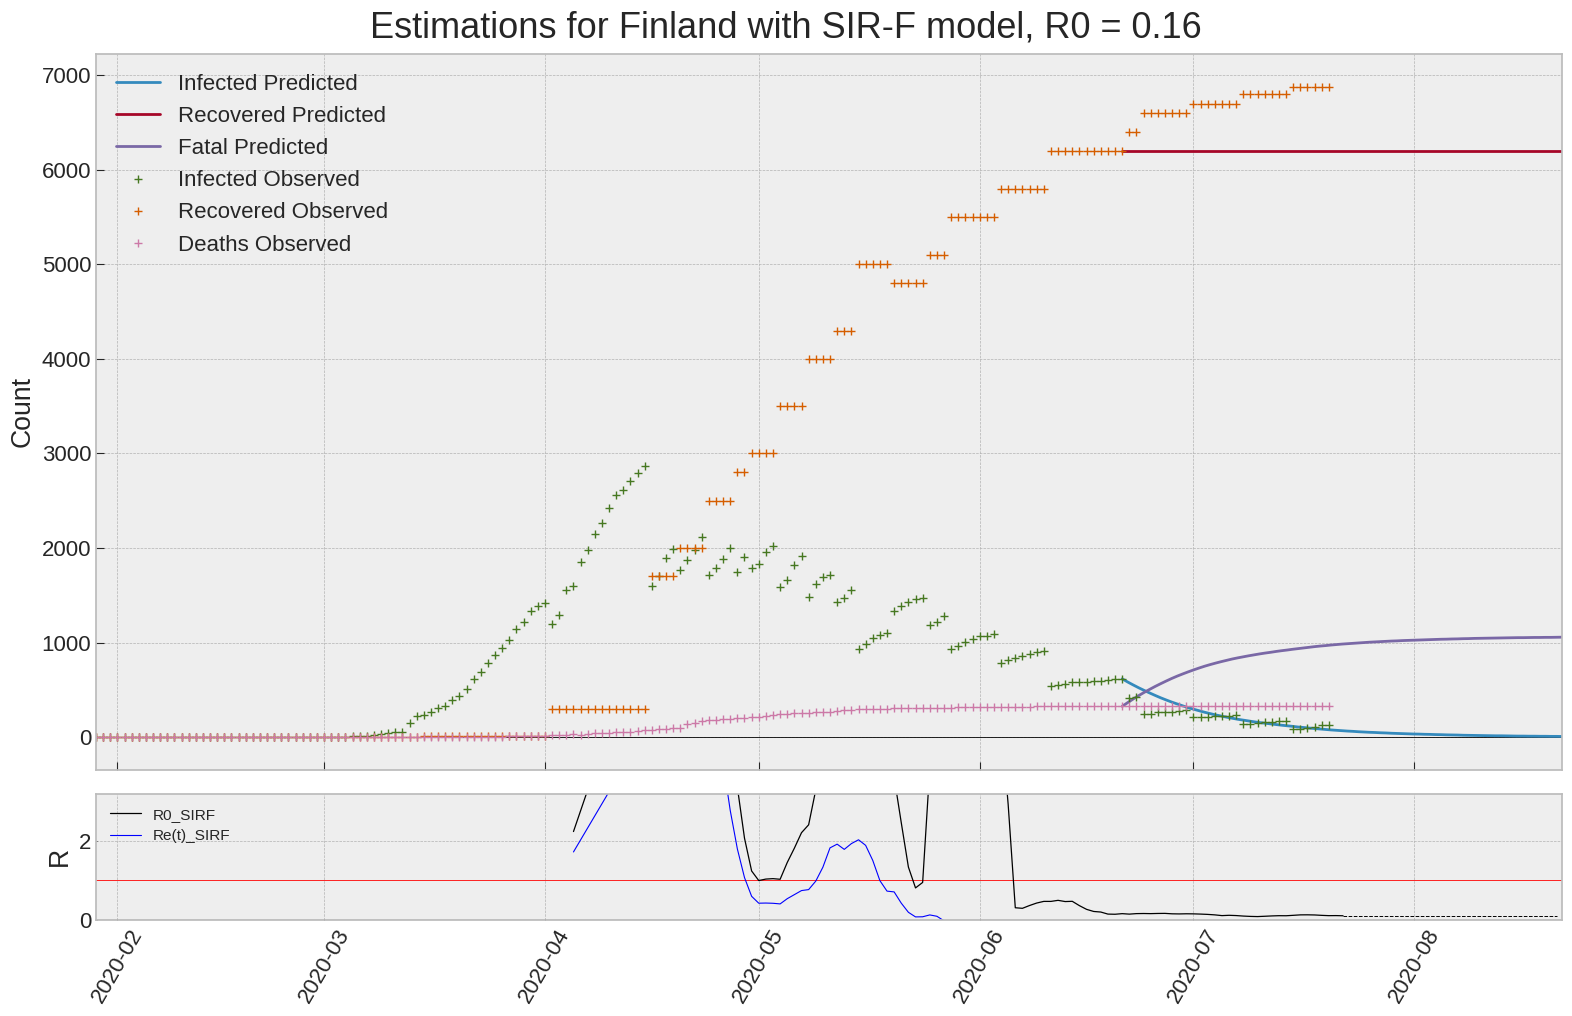 Estimations for Finland with SIR-F model, R0 = 0.16
7000
6000
5000
4000
3000
2000
1000
0
Count
Infected Predicted
Recovered Predicted
Fatal Predicted
Infected Observed
Recovered Observed
Deaths Observed
R0_SIRF
Re(t)_SIRF
2
0
R
2020-02
2020-03
2020-04
2020-05
2020-06
2020-07
2020-08